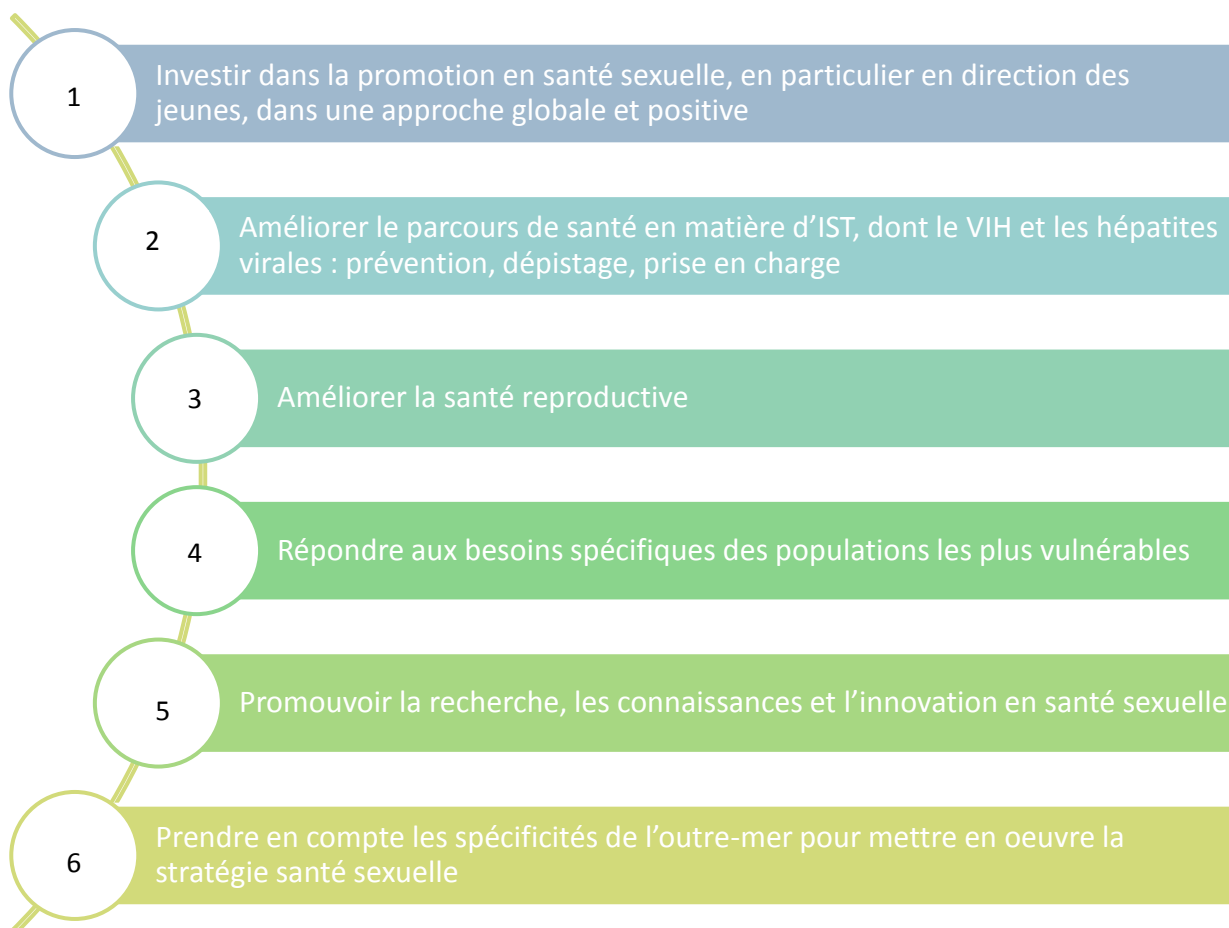 1
Investir dans la promotion en santé sexuelle, en particulier en direction des
jeunes, dans une approche globale et positive
2
Améliorer le parcours de santé en matière d’IST, dont le VIH et les hépatites
virales : prévention, dépistage, prise en charge
3
Améliorer la santé reproductive
4
Répondre aux besoins spécifiques des populations les plus vulnérables
5
Promouvoir la recherche, les connaissances et l’innovation en santé sexuelle
6
Prendre en compte les spécificités de l’outre-mer pour mettre en oeuvre la
stratégie santé sexuelle